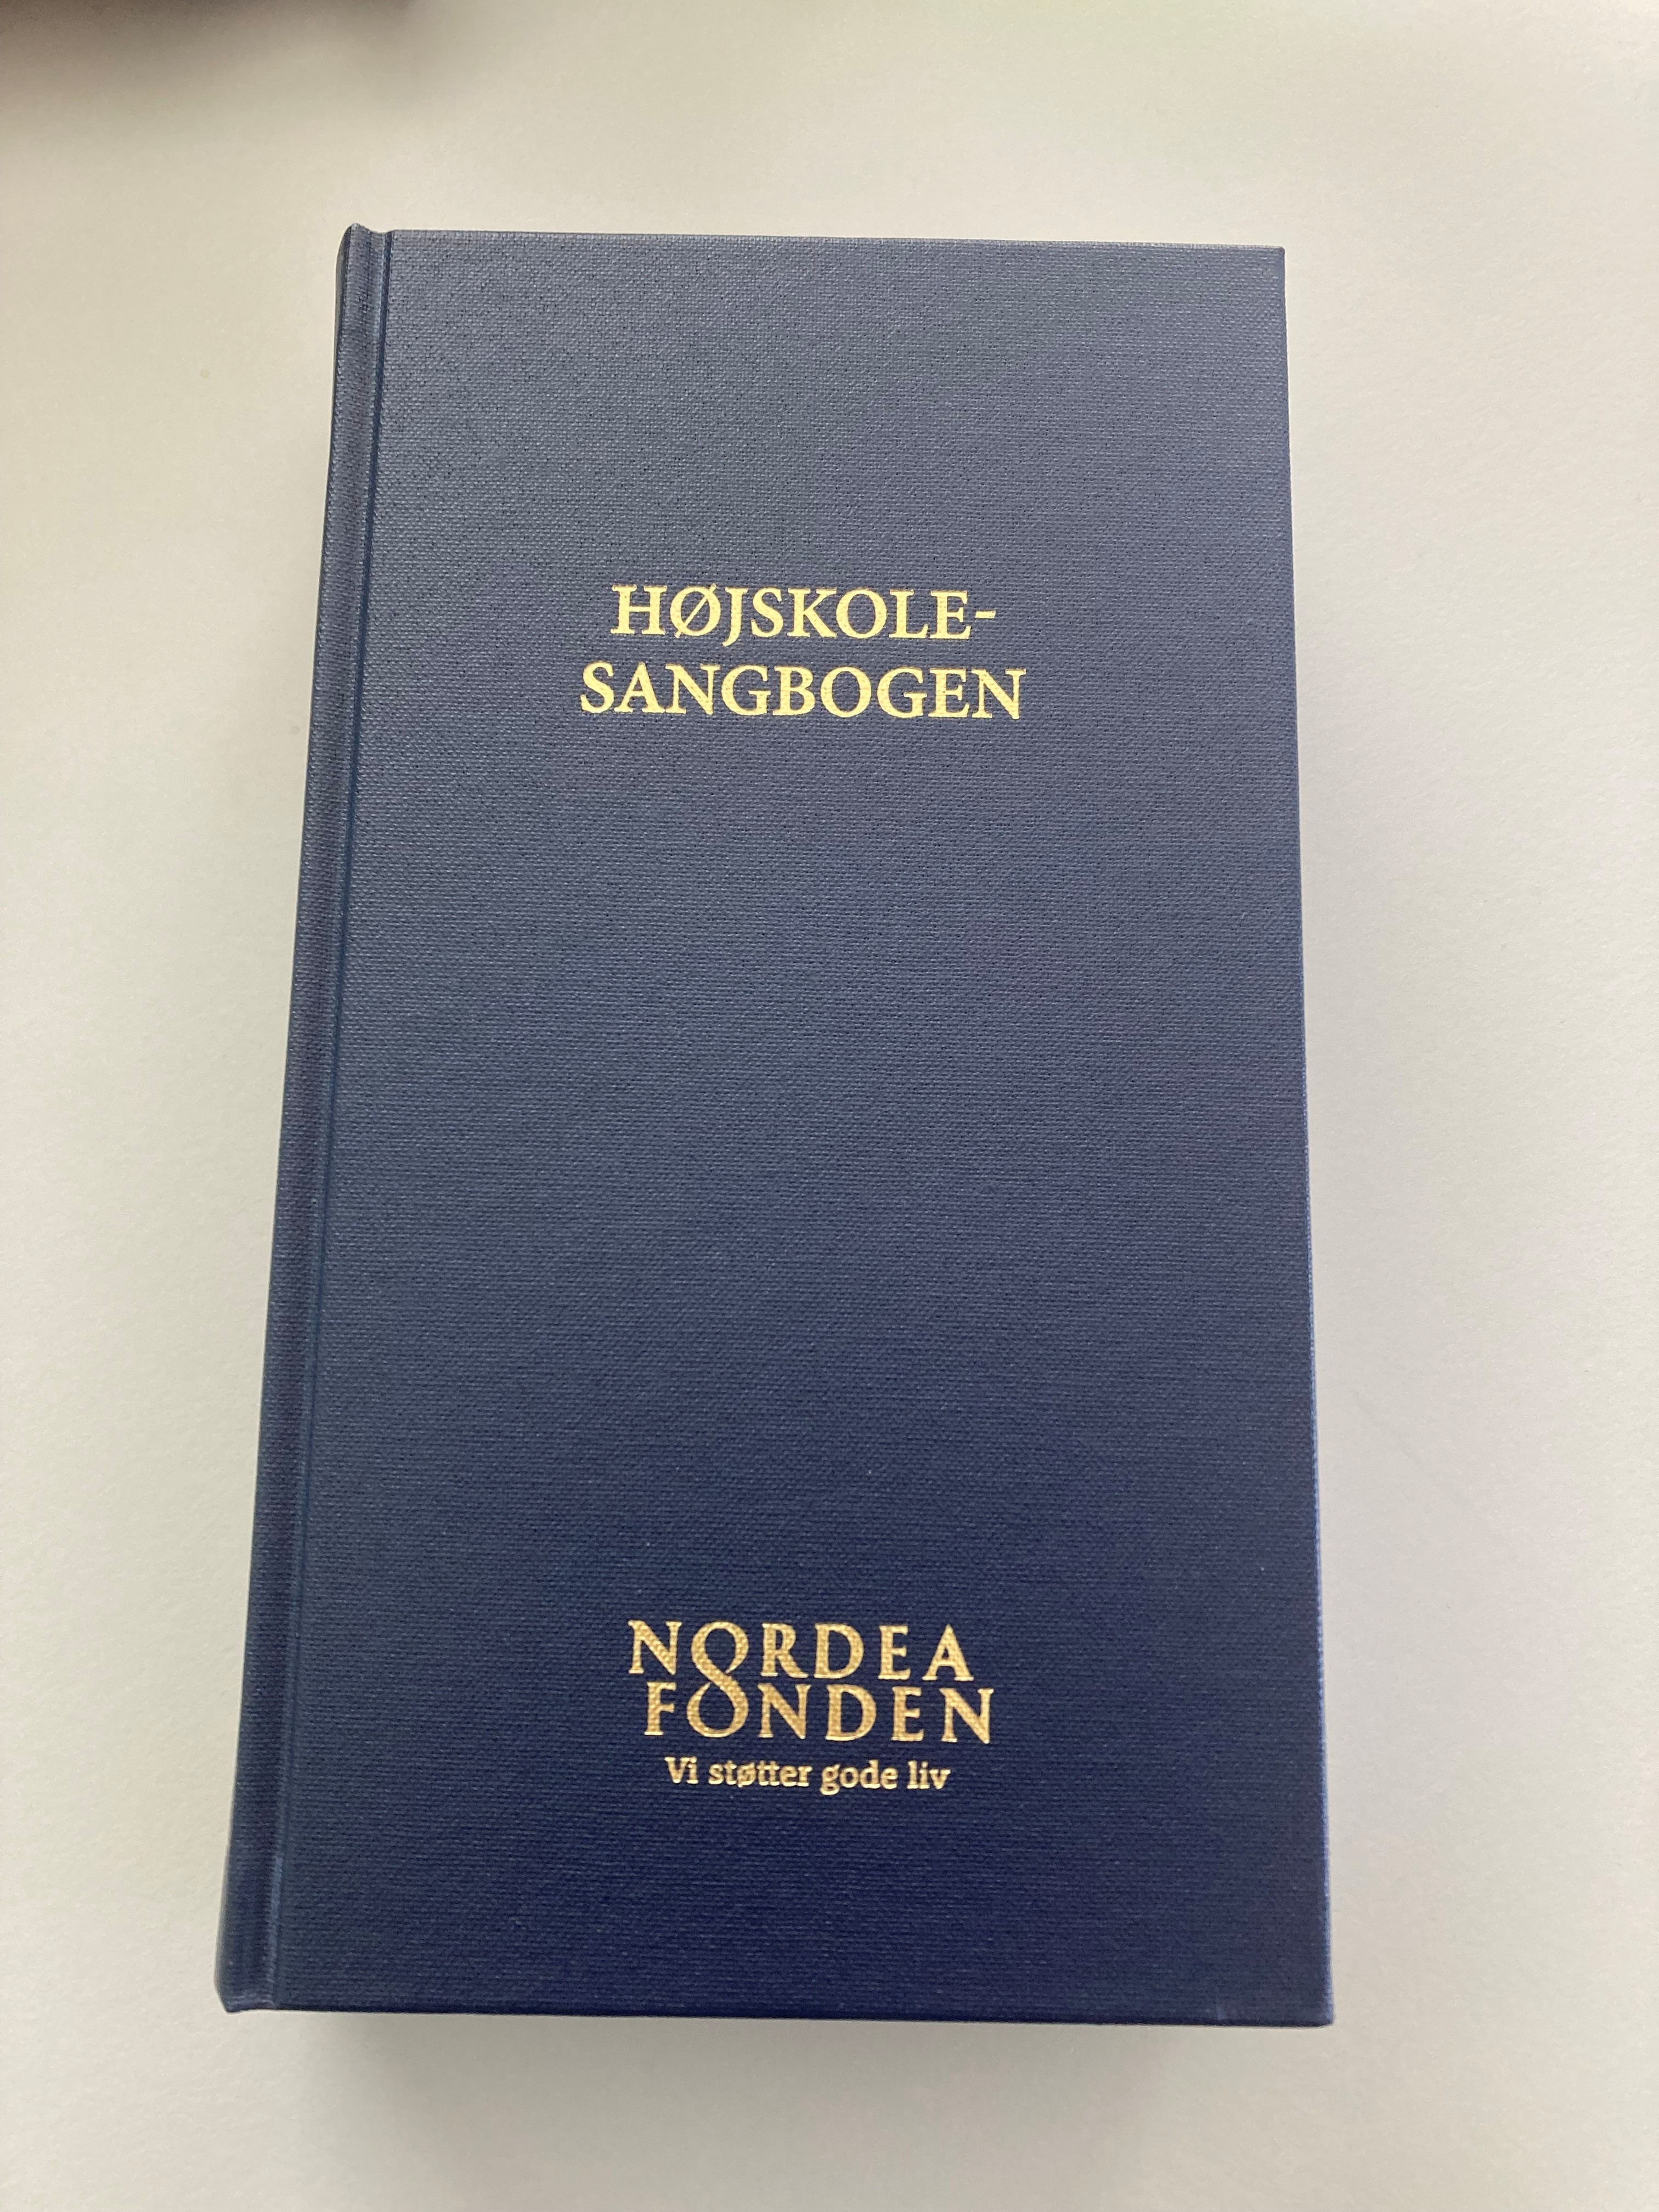 HØJSKOLE-
SANGBOGEN
NORDEA
FONDEN
Vi støtter gode liv